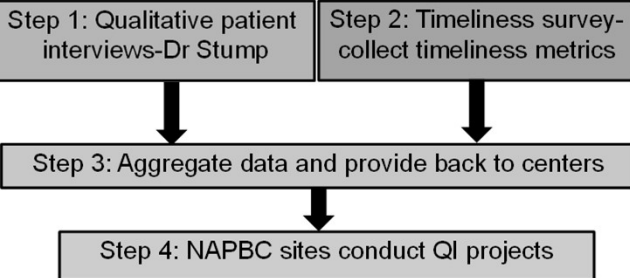 Step 1: Qualitative patient
interviews-Dr Stump
Step 2: Timeliness survey-
collect timeliness metrics
Step 3: Aggregate data and provide back to centers
Step 4: NAPBC sites conduct QI projects